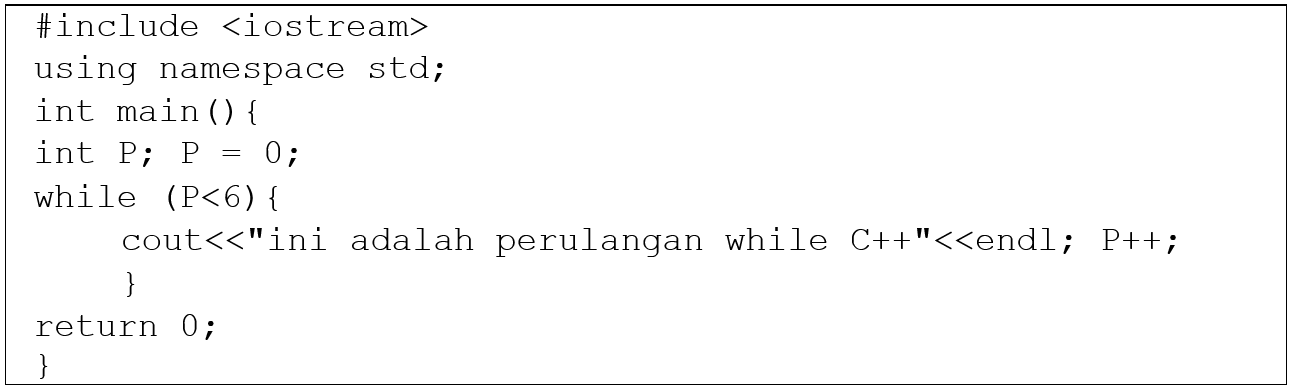 #include <iostream>
using namespace std;
int main(){
int P; P = 0;
while (P<6){
cout<<"ini adalah perulangan while C++"<<endl; P++;
}
return 0;
}